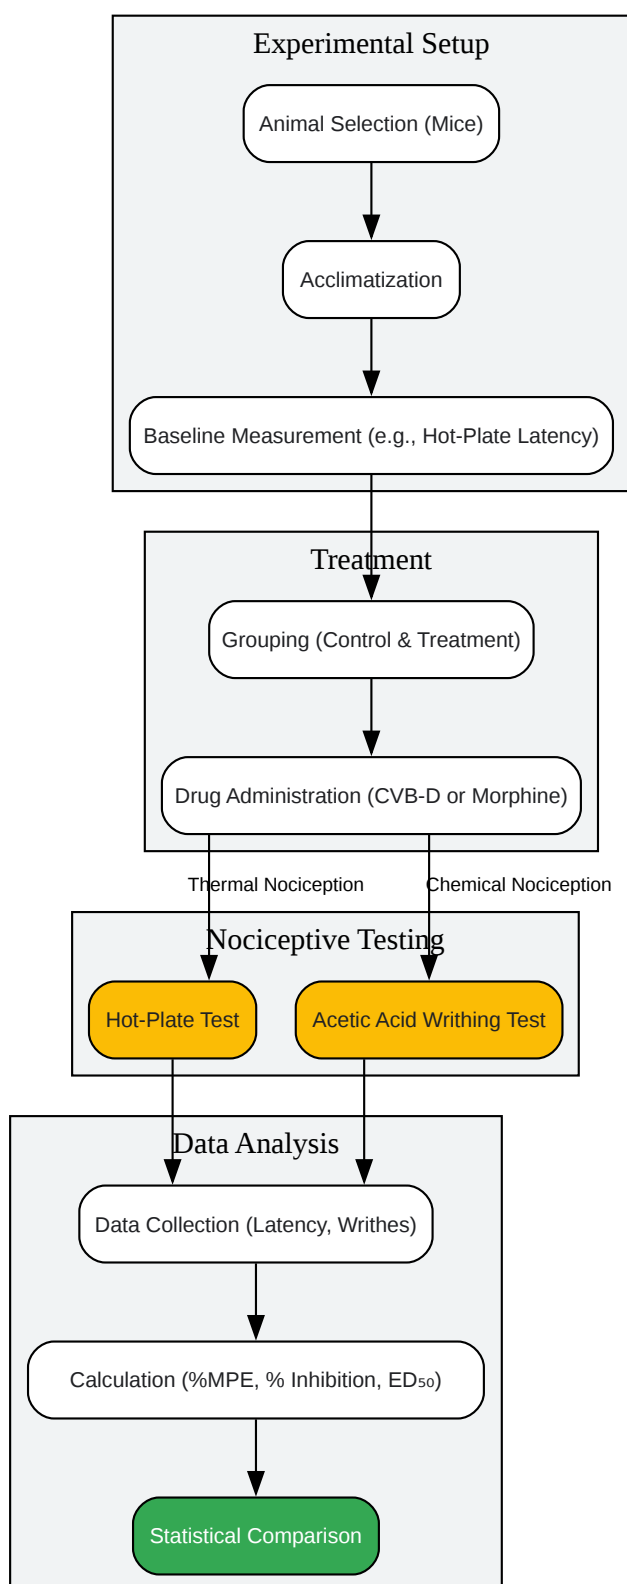 Experimental Setup
Animal Selection (Mice)
Acclimatization
Baseline Measurement (e.g., Hot-Plate Latency)
Treatment
Grouping (Control & Treatment)
Drug Administration (CVB-D or Morphine)
Thermal Nociception
Chemical Nociception
Nociceptive Testing
Hot-Plate Test
Acetic Acid Writhing Test
Data Analysis
Data Collection (Latency, Writhes)
Calculation (%MPE, % Inhibition, ED₅₀)
Statistical Comparison